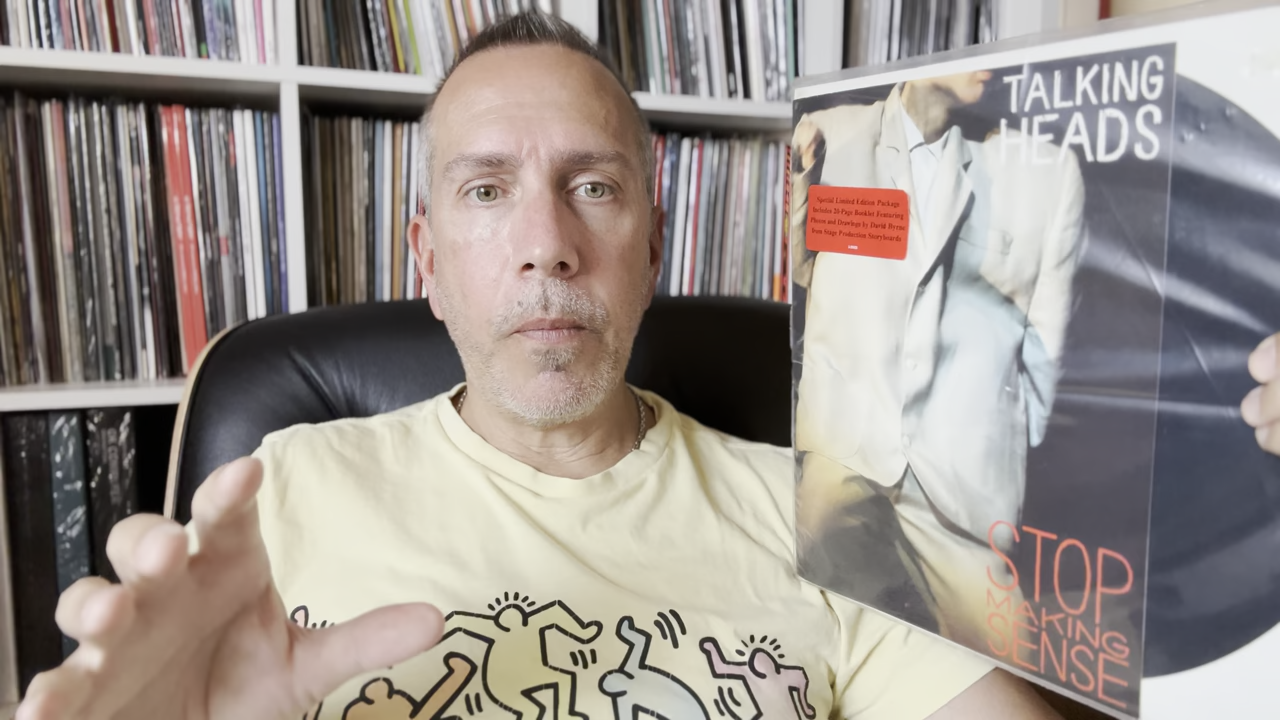 TALKING
HEADS
Special Limited Edition Package
Includes 24-Page Booklet Featuring
Photos and Drawings by David Byrne
from Stage Production Storyboards
STOP
MAKING
SENSE